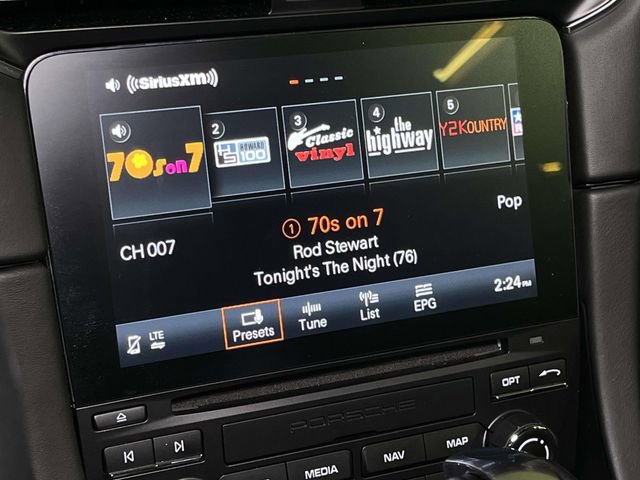 ((SiriusXM))
2 3 4 5
70s on 7
HOWARD 100
Classic vinyl
the highway
Y2KOUNTRY
CH 007
1 70s on 7
Pop
Rod Stewart
Tonight's The Night (76)
LTE
Presets
Tune
List
EPG
2:24PM
PORSCHE
OPT
MEDIA
NAV
MAP